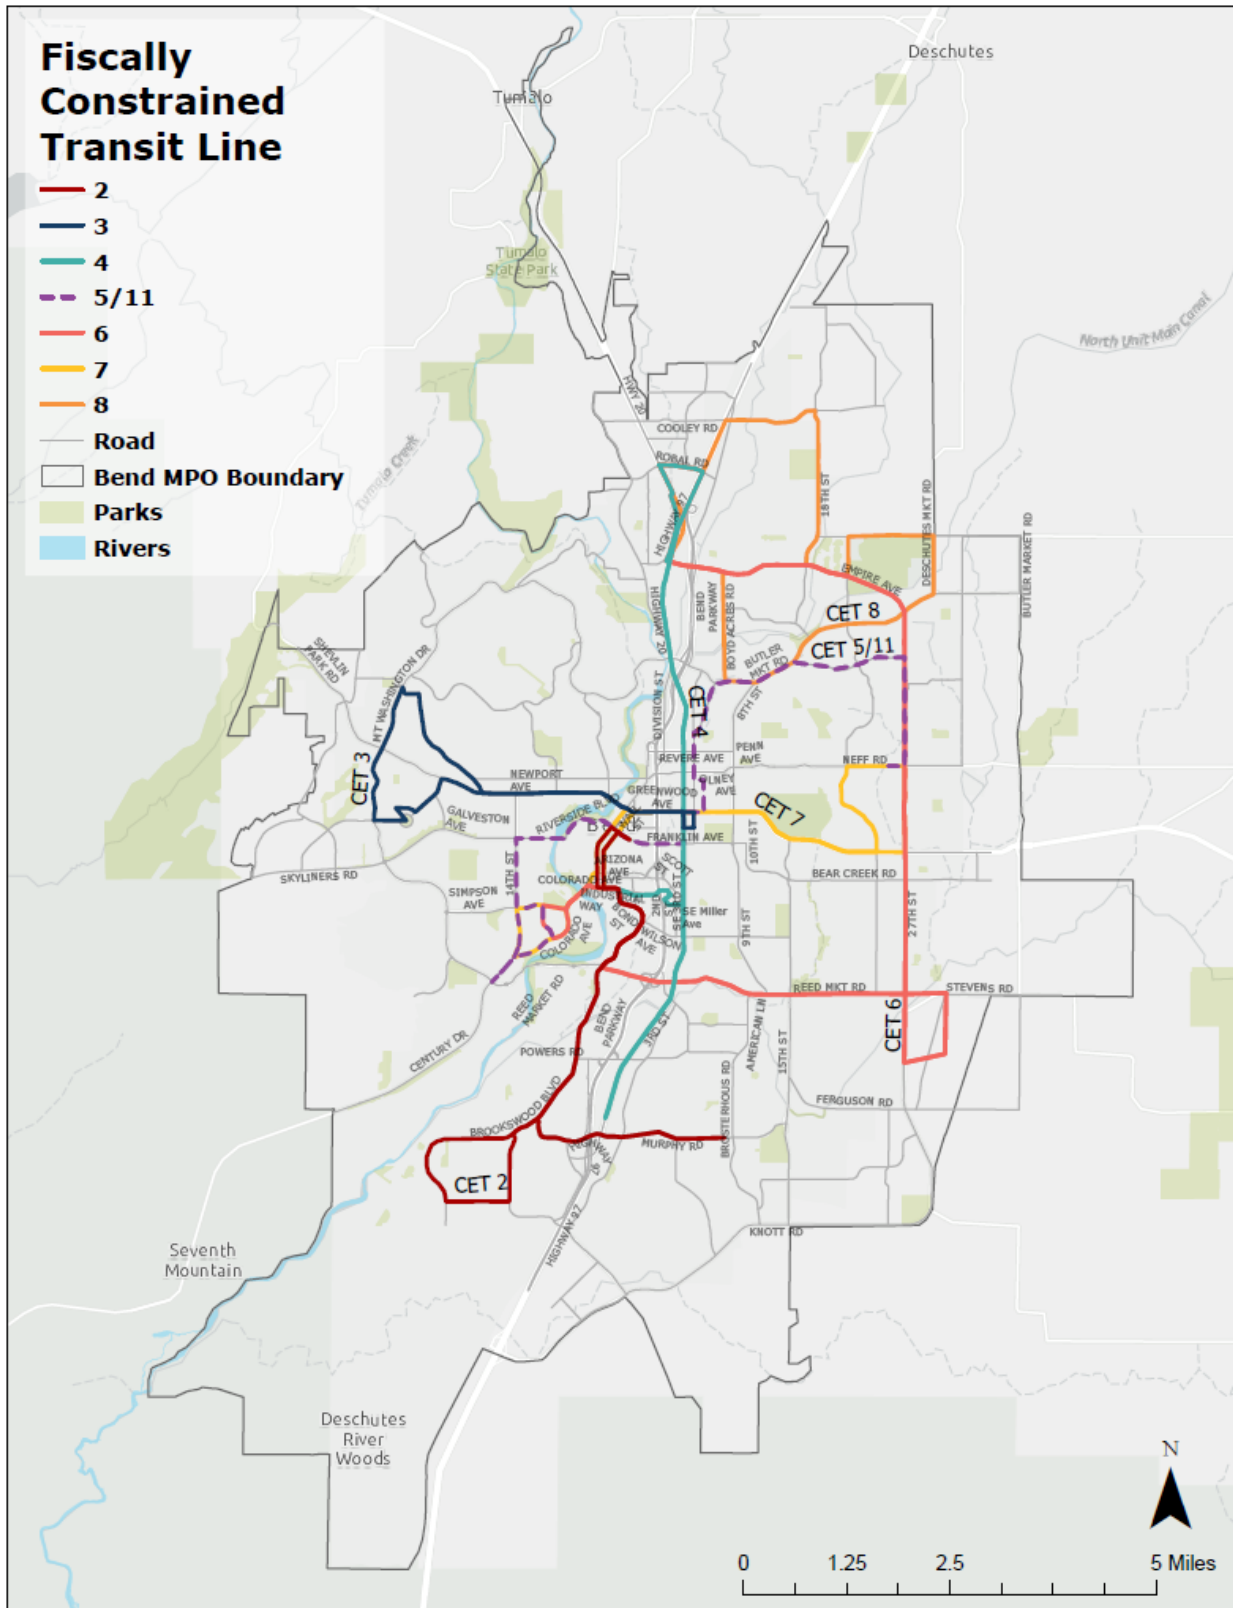 Fiscally
Constrained
Transit Line
2
3
4
5/11
6
7
8
Road
Bend MPO Boundary
Parks
Rivers
Deschutes
Tumalo
Tumalo
State Park
North Unit Main Canal
Tumalo Creek
HWY 20
COOLEY RD
ROBAL RD
HIGHWAY 97
18TH ST
DESCHUTES MKT RD
BUTLER MARKET RD
EMPIRE AVE
HIGHWAY 20
BEND
PARKWAY
BOYD ACRES RD
CET 8
CET 5/11
BUTLER
MKT RD
SHEVLIN
PARK RD
MT WASHINGTON DR
DIVISION ST
CET 4
8TH ST
CET 3
REVERE AVE
PENN
AVE
NEFF RD
NEWPORT
AVE
OLNEY
AVE
GREENWOOD
AVE
CET 7
RIVERSIDE BLVD
GALVESTON
AVE
FRANKLIN AVE
10TH ST
ARIZONA
AVE
SCOTT
ST
SKYLINERS RD
14TH ST
COLORADO AVE
BEAR CREEK RD
SIMPSON
AVE
INDUSTRIAL
WAY
2ND
SE 3RD ST
SE Miller
Ave
BOND
ST
WILSON
AVE
COLORADO
AVE
9TH ST
27TH ST
REED
MARKET RD
REED MKT RD
STEVENS RD
CET 6
BEND
PARKWAY
3RD ST
AMERICAN LN
15TH ST
CENTURY DR
POWERS RD
BROOKSWOOD BLVD
BROSTERHOUS RD
FERGUSON RD
HIGHWAY
97
MURPHY RD
CET 2
HIGHWAY 97
KNOTT RD
Seventh
Mountain
Deschutes
River
Woods
N
0
1.25
2.5
5 Miles